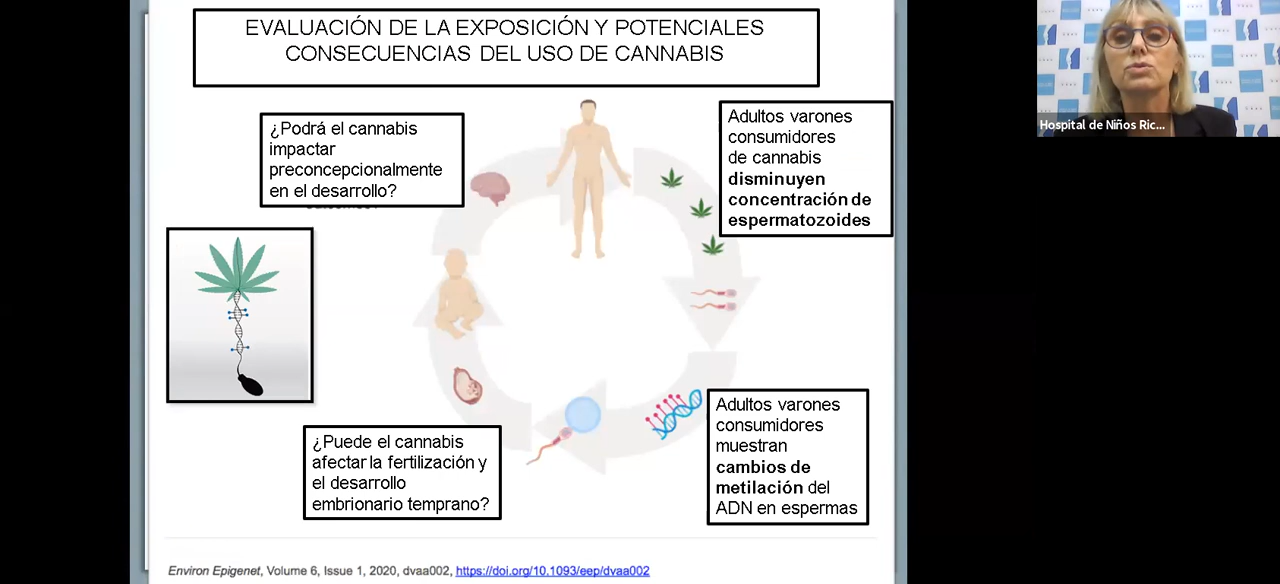 EVALUACIÓN DE LA EXPOSICIÓN Y POTENCIALES
CONSECUENCIAS DEL USO DE CANNABIS
¿Podrá el cannabis
impactar
preconcepcionalmente
en el desarrollo?
Adultos varones
consumidores
de cannabis
disminuyen
concentración de
espermatozoides
Adultos varones
consumidores
muestran
cambios de
metilación del
ADN en espermas
¿Puede el cannabis
afectar la fertilización y
el desarrollo
embrionario temprano?
Environ Epigenet, Volume 6, Issue 1, 2020, dvaa002, https://doi.org/10.1093/eep/dvaa002
Hospital de Niños Ric...